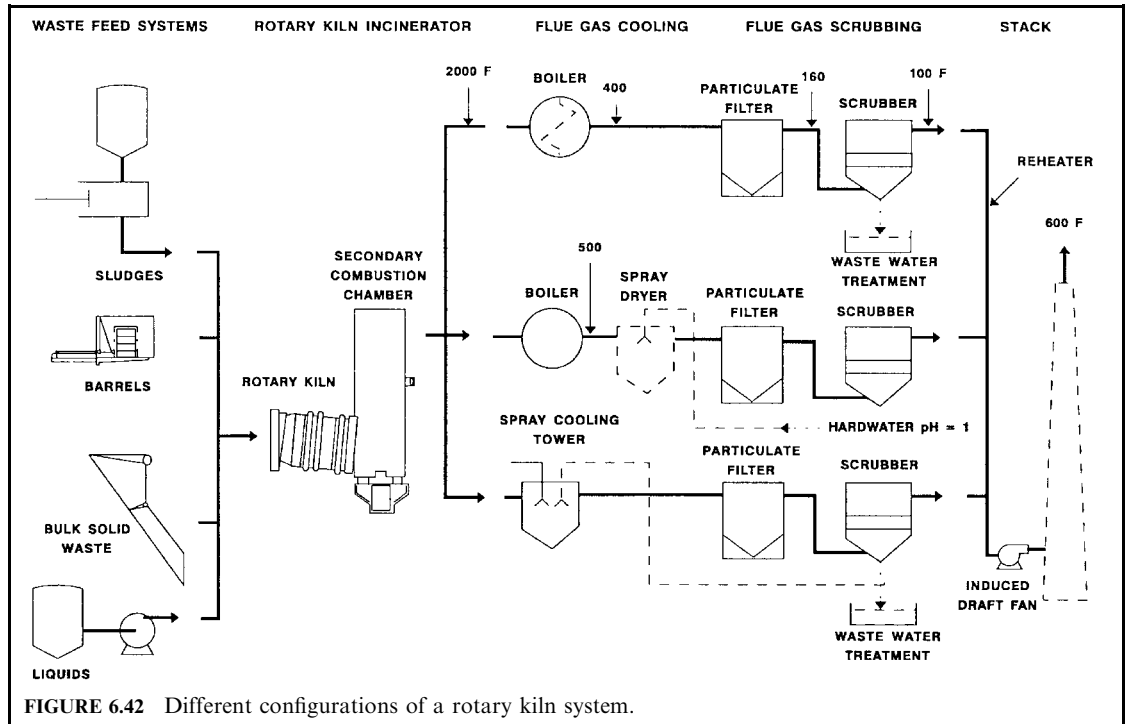 WASTE FEED SYSTEMS
ROTARY KILN INCINERATOR
FLUE GAS COOLING
FLUE GAS SCRUBBING
STACK
2000 F
BOILER
400
PARTICULATE
FILTER
160
SCRUBBER
100 F
REHEATER
600 F
WASTE WATER
TREATMENT
SLUDGES
SECONDARY
COMBUSTION
CHAMBER
500
BOILER
SPRAY
DRYER
PARTICULATE
FILTER
SCRUBBER
BARRELS
ROTARY KILN
SPRAY COOLING
TOWER
HARDWATER pH = 1
PARTICULATE
FILTER
SCRUBBER
BULK SOLID
WASTE
INDUCED
DRAFT FAN
WASTE WATER
TREATMENT
LIQUIDS
FIGURE 6.42 Different configurations of a rotary kiln system.